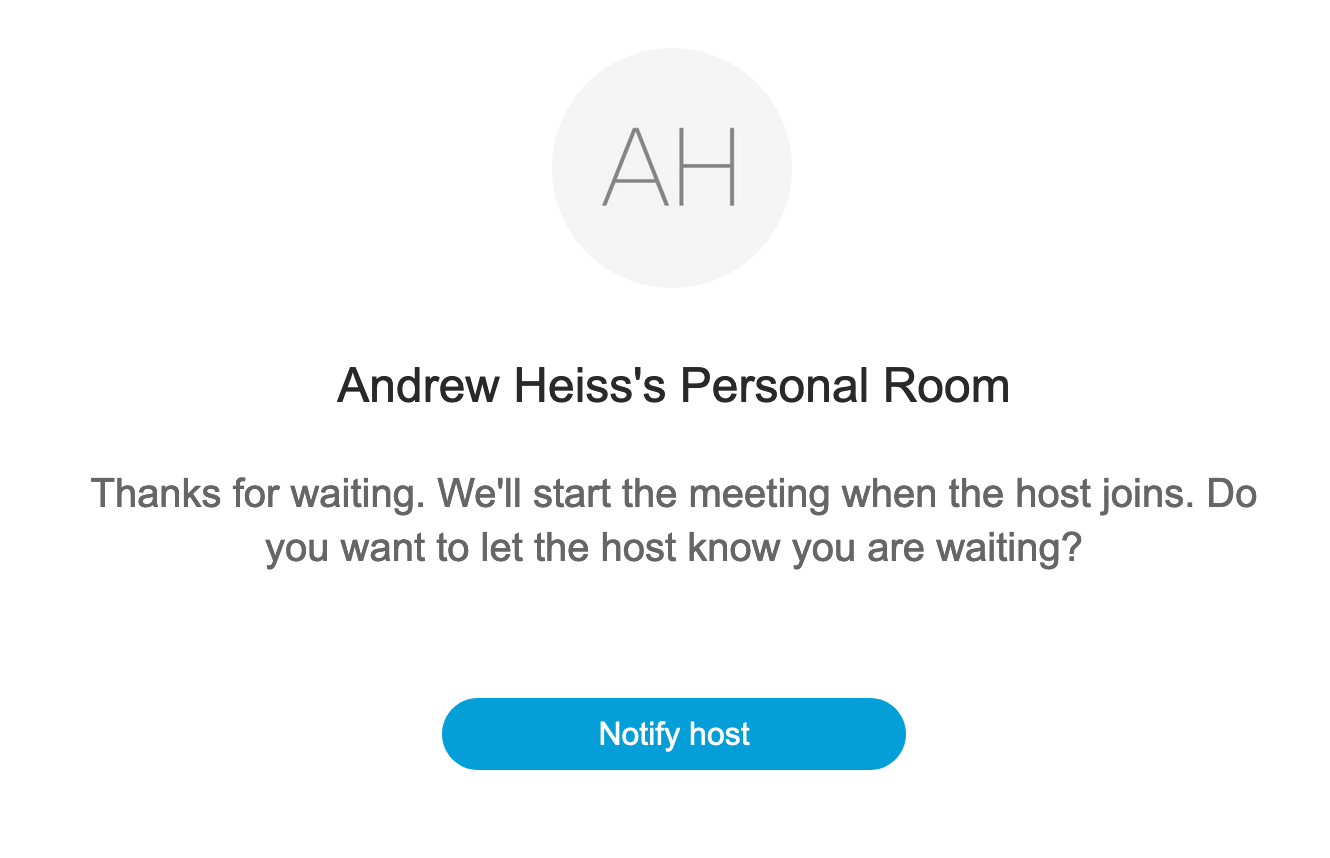 AH
Andrew Heiss's Personal Room
Thanks for waiting. We'll start the meeting when the host joins. Do
you want to let the host know you are waiting?
Notify host